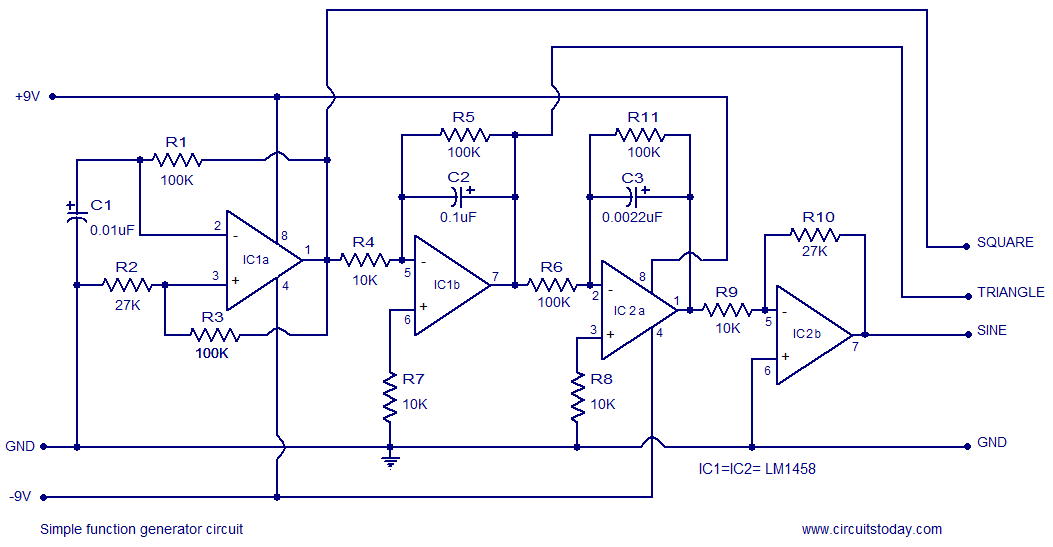 +9V
R1
100K
C1
+
0.01uF
R2
27K
R3
100K
2
-
8
IC1a
1
3
+
4
R4
10K
R5
100K
C2
+
0.1uF
5
-
IC1b
7
+
6
R7
10K
R6
100K
R11
100K
C3
+
0.0022uF
2
-
8
IC 2 a
1
3
+
4
R8
10K
R9
10K
R10
27K
5
-
IC2b
7
+
6
SQUARE
TRIANGLE
SINE
GND
GND
-9V
IC1=IC2= LM1458
Simple function generator circuit
www.circuitstoday.com